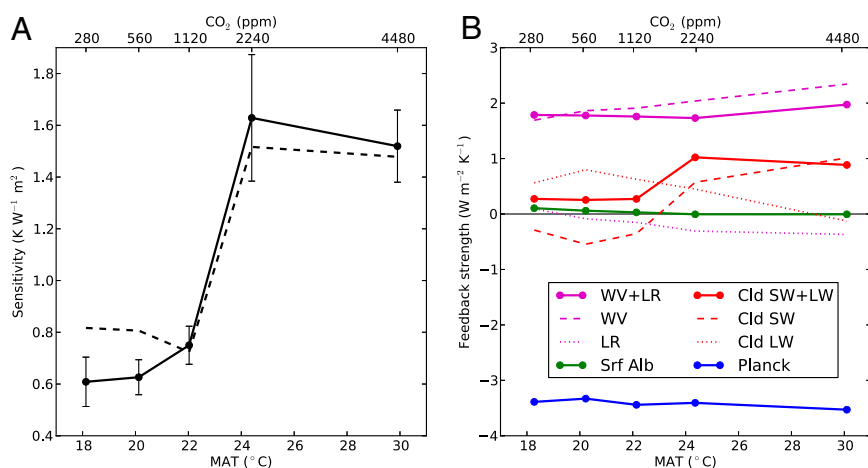 A
CO2 (ppm)
280 560 1120 2240 4480
1.8
1.6
1.4
1.2
1.0
0.8
0.6
0.4
Sensitivity (K W−1 m2)
18 20 22 24 26 28 30
MAT (°C)
B
CO2 (ppm)
280 560 1120 2240 4480
3
2
1
0
−1
−2
−3
−4
Feedback strength (W m−2 K−1)
WV+LR
WV
LR
Srf Alb
Cld SW+LW
Cld SW
Cld LW
Planck
18 20 22 24 26 28 30
MAT (°C)